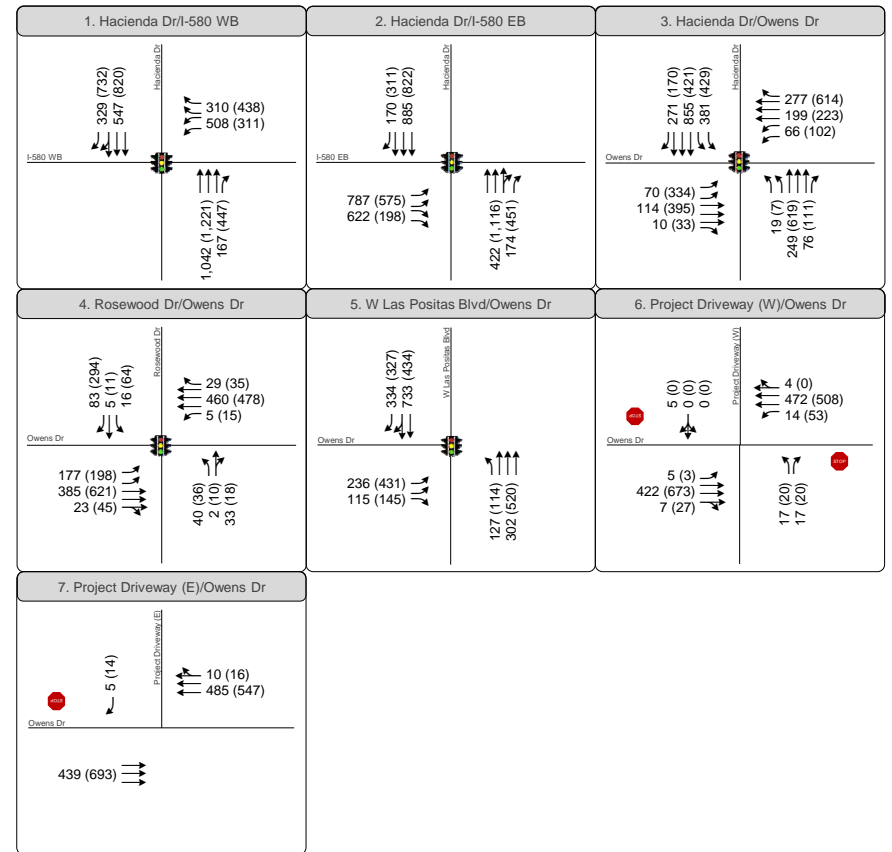 1. Hacienda Dr/I-580 WB
329 (732)
547 (820)
Hacienda Dr
310 (438)
508 (311)
I-580 WB
1,042 (1,221)
167 (447)
2. Hacienda Dr/I-580 EB
170 (311)
885 (822)
Hacienda Dr
I-580 EB
787 (575)
622 (198)
422 (1,116)
174 (451)
3. Hacienda Dr/Owens Dr
271 (170)
855 (421)
381 (429)
Hacienda Dr
277 (614)
199 (223)
66 (102)
Owens Dr
70 (334)
114 (395)
10 (33)
19 (7)
249 (619)
76 (111)
4. Rosewood Dr/Owens Dr
83 (294)
5 (11)
16 (64)
Rosewood Dr
29 (35)
460 (478)
5 (15)
Owens Dr
177 (198)
385 (621)
23 (45)
40 (36)
2 (10)
33 (18)
5. W Las Positas Blvd/Owens Dr
334 (327)
733 (434)
W Las Positas Blvd
Owens Dr
236 (431)
115 (145)
127 (114)
302 (520)
6. Project Driveway (W)/Owens Dr
5 (0)
0 (0)
0 (0)
Project Driveway (W)
4 (0)
472 (508)
14 (53)
STOP
Owens Dr
STOP
5 (3)
422 (673)
7 (27)
17 (20)
17 (20)
7. Project Driveway (E)/Owens Dr
5 (14)
Project Driveway (E)
10 (16)
485 (547)
STOP
Owens Dr
439 (693)